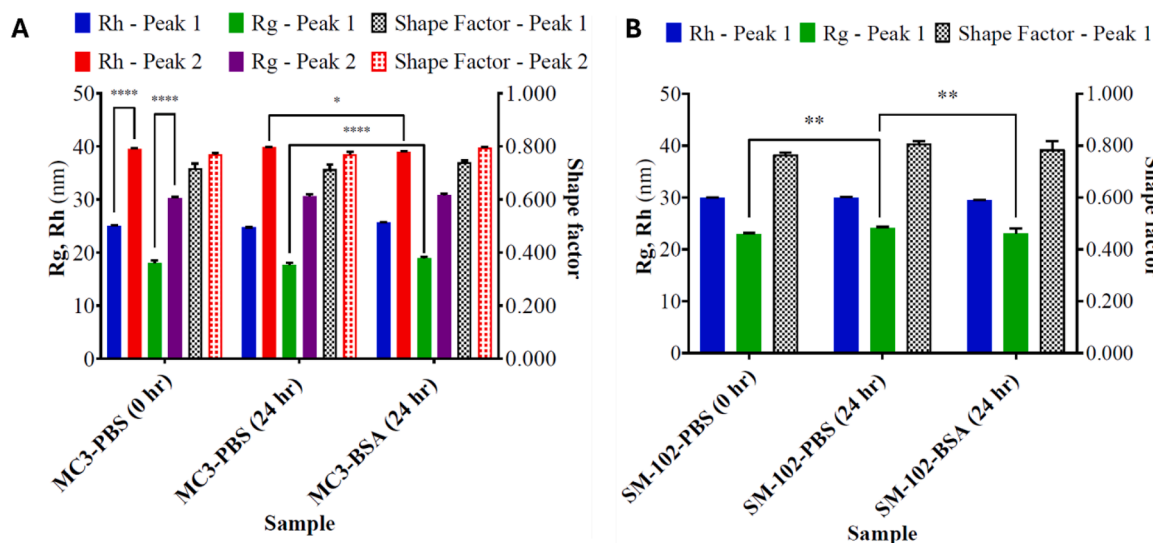 A
Rh - Peak 1 Rg - Peak 1 Shape Factor - Peak 1
Rh - Peak 2 Rg - Peak 2 Shape Factor - Peak 2
50
40
30
20
10
0
Rg, Rh (nm)
**** **** * ****
1.000
0.800
0.600
0.400
0.200
0.000
Shape factor
MC3-PBS (0 hr)
MC3-PBS (24 hr)
MC3-BSA (24 hr)
Sample
B
Rh - Peak 1 Rg - Peak 1 Shape Factor - Peak 1
50
40
30
20
10
0
Rg, Rh (nm)
** **
1.000
0.800
0.600
0.400
0.200
0.000
Shape factor
SM-102-PBS (0 hr)
SM-102-PBS (24 hr)
SM-102-BSA (24 hr)
Sample